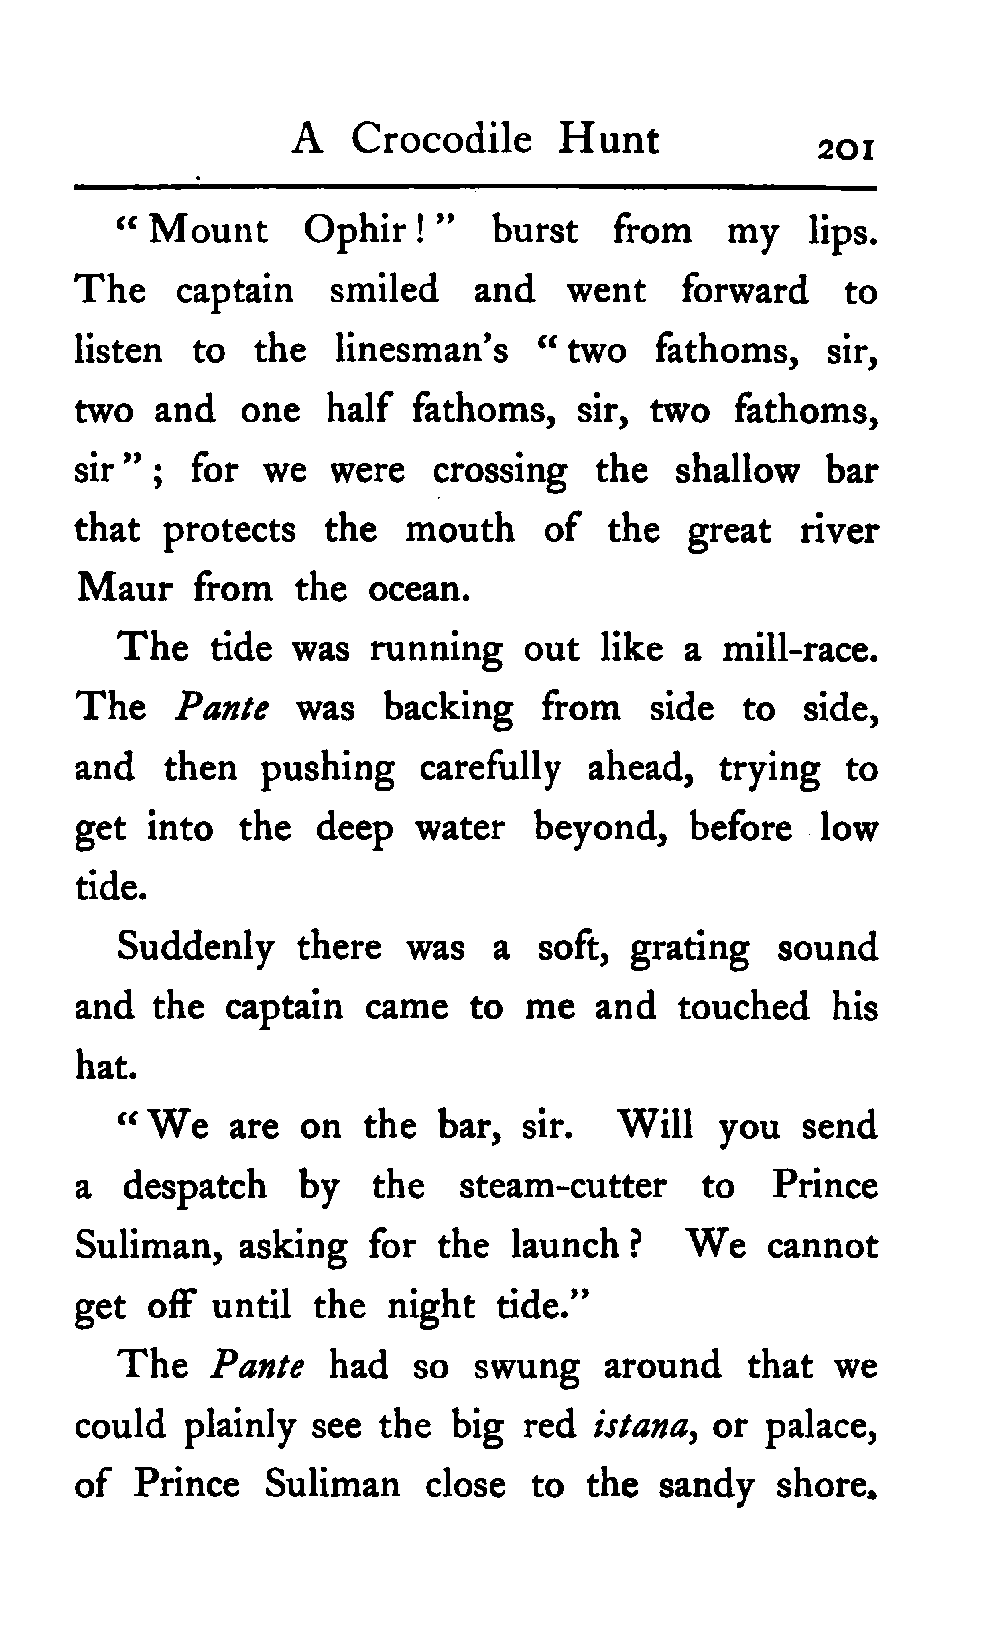 A Crocodile Hunt 201
“ Mount Ophir ! ” burst from my lips.
The captain smiled and went forward to
listen to the linesman’s “ two fathoms, sir,
two and one half fathoms, sir, two fathoms,
sir ” ; for we were crossing the shallow bar
that protects the mouth of the great river
Maur from the ocean.
The tide was running out like a mill-race.
The Pante was backing from side to side,
and then pushing carefully ahead, trying to
get into the deep water beyond, before low
tide.
Suddenly there was a soft, grating sound
and the captain came to me and touched his
hat.
“ We are on the bar, sir. Will you send
a despatch by the steam-cutter to Prince
Suliman, asking for the launch ? We cannot
get off until the night tide.”
The Pante had so swung around that we
could plainly see the big red istana, or palace,
of Prince Suliman close to the sandy shore.